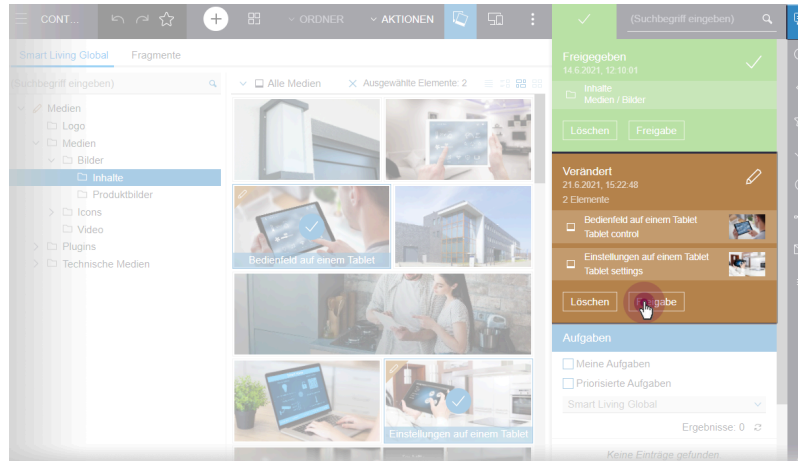 CONT...
ORDNER
AKTIONEN
(Suchbegriff eingeben)
Smart Living Global
Fragmente
(Suchbegriff eingeben)
Alle Medien
Ausgewählte Elemente: 2
Medien
Logo
Medien
Bilder
Inhalte
Produktbilder
Icons
Video
Plugins
Technische Medien
Bedienfeld auf einem Tablet
Einstellungen auf einem Tablet
Freigegeben
14.6.2021, 12:10:01
Inhalte
Medien / Bilder
Löschen
Freigabe
Verändert
21.6.2021, 15:22:48
2 Elemente
Bedienfeld auf einem Tablet
Tablet control
Einstellungen auf einem Tablet
Tablet settings
Löschen
Freigabe
Aufgaben
Meine Aufgaben
Priorisierte Aufgaben
Smart Living Global
Ergebnisse: 0
Keine Einträge gefunden